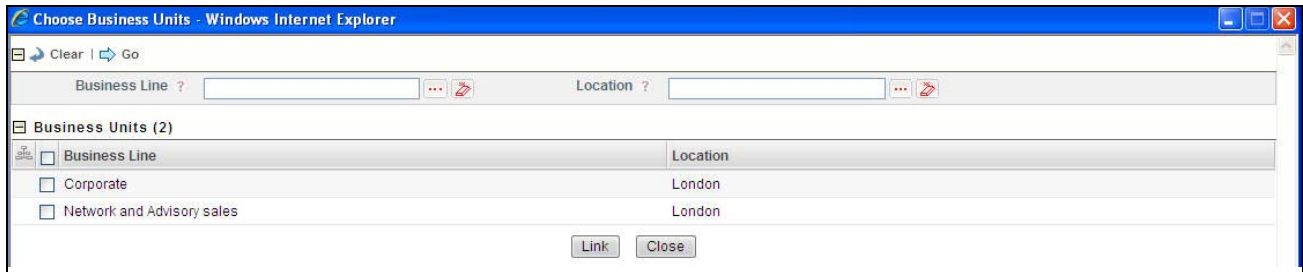 Choose Business Units - Windows Internet Explorer
Clear | Go
Business Line ? Location ?
Business Units (2)
Business Line Location
Corporate London
Network and Advisory sales London
Link Close